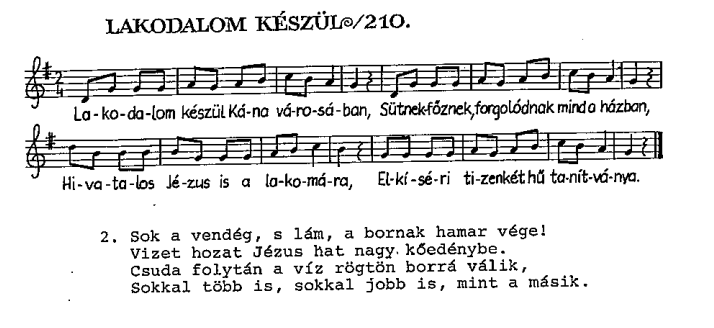 LAKODALOM KÉSZÜL/210.
La-ko-da-lom készül Ká-na vá-ro-sá-ban, Sütnek-főznek, forgolódnak mind a házban,
Hi-va-ta-los Jé-zus is a la-ko-má-ra, El-kí-sé-ri ti-zenkét hű ta-nít-vá-nya.
2. Sok a vendég, s lám, a bornak hamar vége!
Vizet hozat Jézus hat nagy kőedénybe.
Csuda folytán a víz rögtön borrá válik,
Sokkal több is, sokkal jobb is, mint a másik.